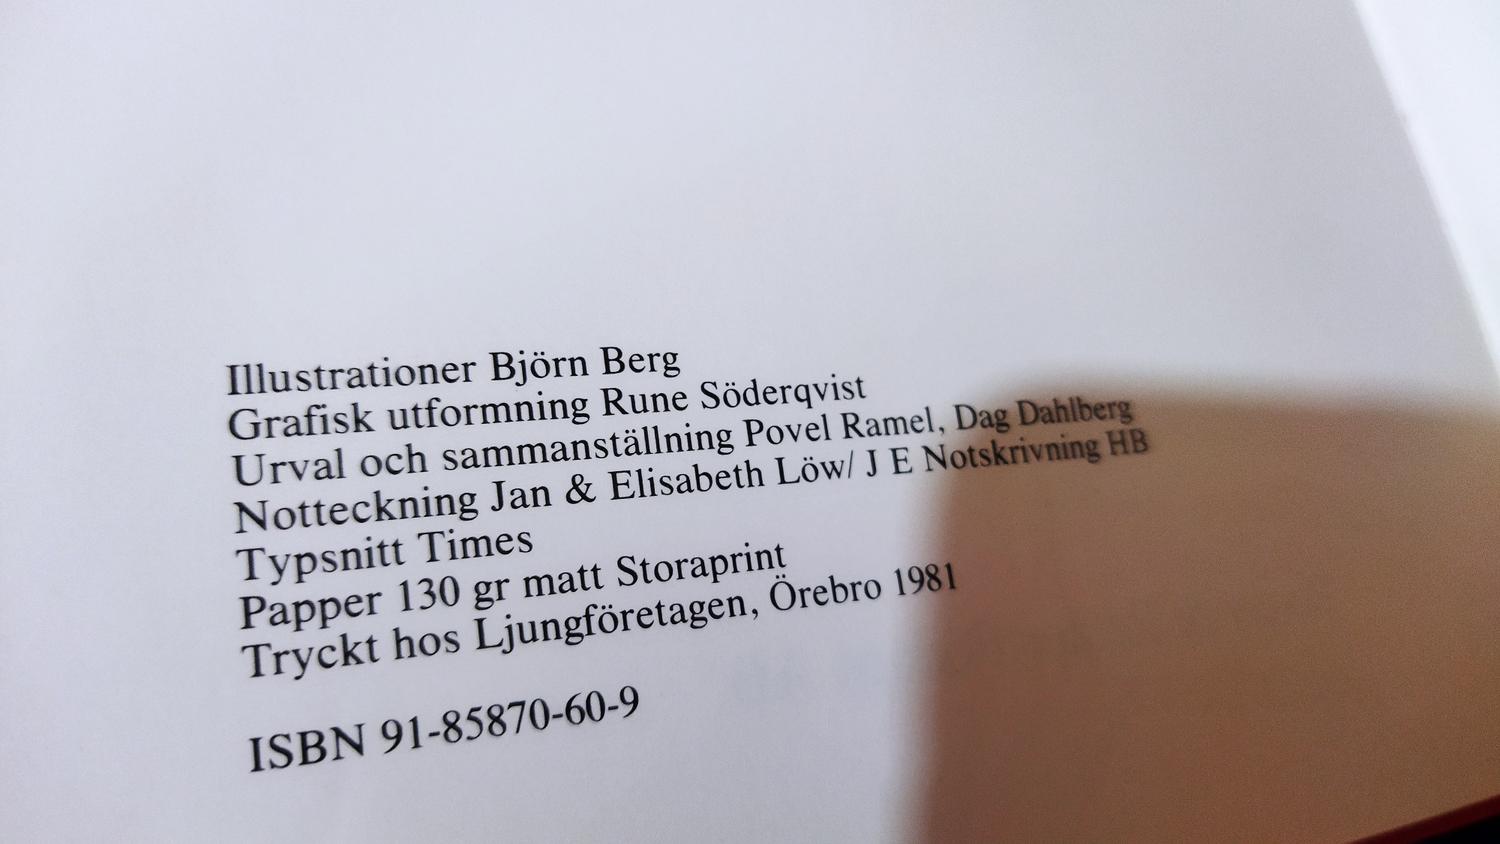 Illustrationer Björn Berg
Grafisk utformning Rune Söderqvist
Urval och sammanställning Povel Ramel, Dag Dahlberg
Notteckning Jan & Elisabeth Löw/ J E Notskrivning HB
Typsnitt Times
Papper 130 gr matt Storaprint
Tryckt hos Ljungföretagen, Örebro 1981
ISBN 91-85870-60-9